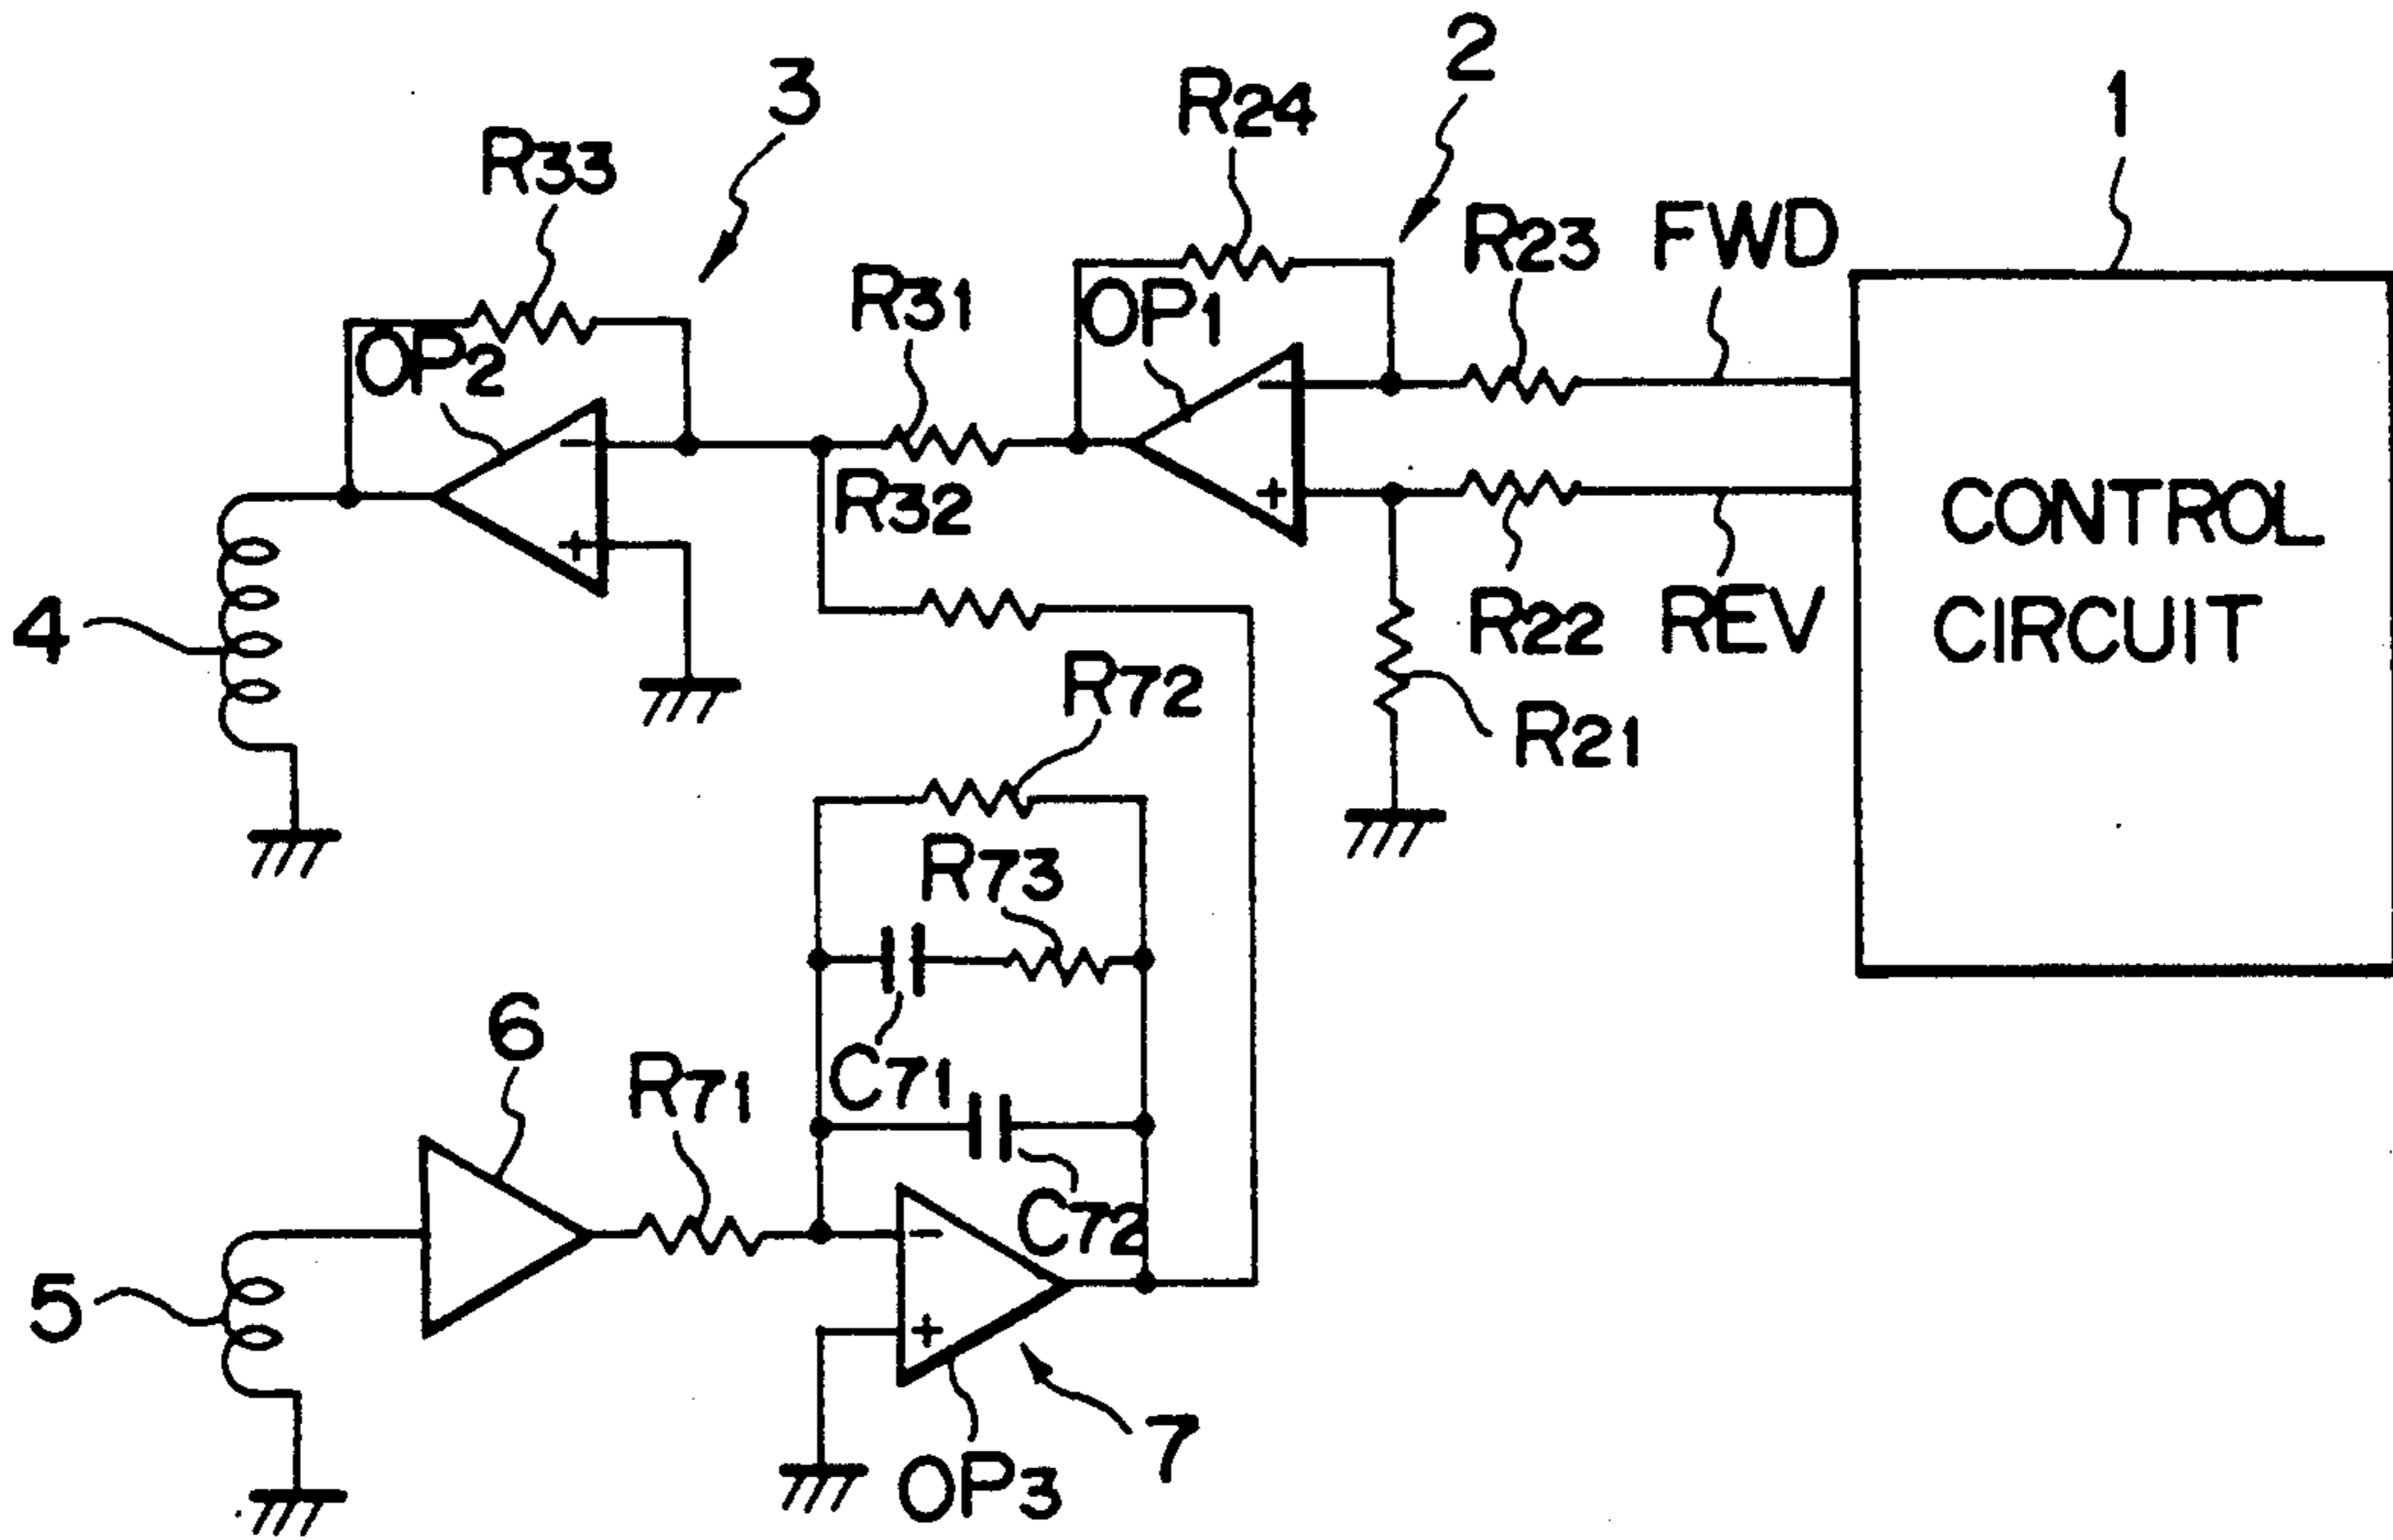 2
3
R24
1
R33
R23
FWD
R31
OP1
OP2
−
−
R32
+
CONTROL
CIRCUIT
+
R22
REV
4
R72
R21
R73
6
R71
C71
C72
−
5
+
7
OP3